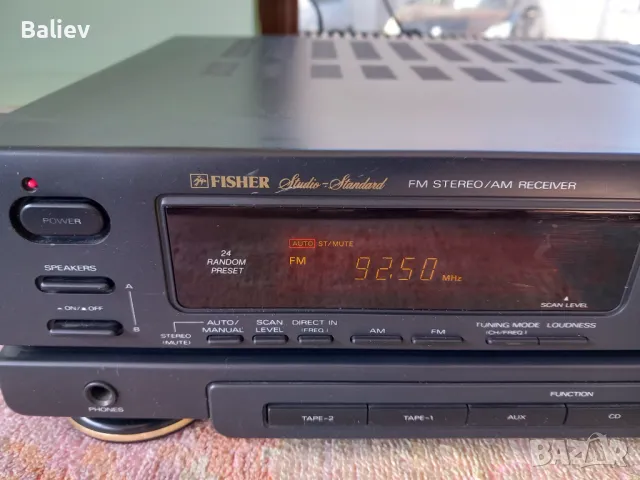 Baliev
FISHER Studio-Standard FM STEREO/AM RECEIVER
POWER
AUTO ST/MUTE
24 RANDOM PRESET
FM 92.50 MHz
SPEAKERS
A
SCAN LEVEL
ON/OFF
B
STEREO (MUTE)
AUTO/ MANUAL
SCAN LEVEL
DIRECT IN (FREQ.)
AM
FM
TUNING MODE (CH/FREQ.)
LOUDNESS
PHONES
FUNCTION
TAPE-2
TAPE-1
AUX
CD
BAZAR